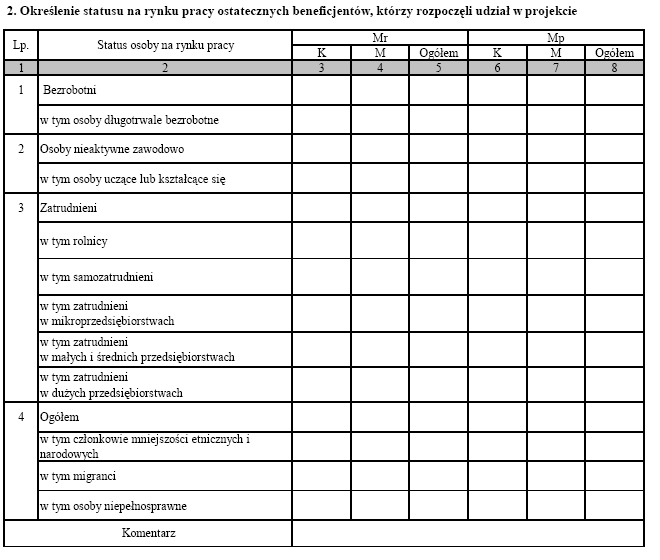 2. Określenie statusu na rynku pracy ostatecznych beneficjentów, którzy rozpoczęli udział w projekcie
Lp. Status osoby na rynku pracy Mr Mp
K M Ogółem K M Ogółem
1 2 3 4 5 6 7 8
1 Bezrobotni
w tym osoby długotrwale bezrobotne
2 Osoby nieaktywne zawodowo
w tym osoby uczące lub kształcące się
3 Zatrudnieni
w tym rolnicy
w tym samozatrudnieni
w tym zatrudnieni
w mikroprzedsiębiorstwach
w tym zatrudnieni
w małych i średnich przedsiębiorstwach
w tym zatrudnieni
w dużych przedsiębiorstwach
4 Ogółem
w tym członkowie mniejszości etnicznych i
narodowych
w tym migranci
w tym osoby niepełnosprawne
Komentarz